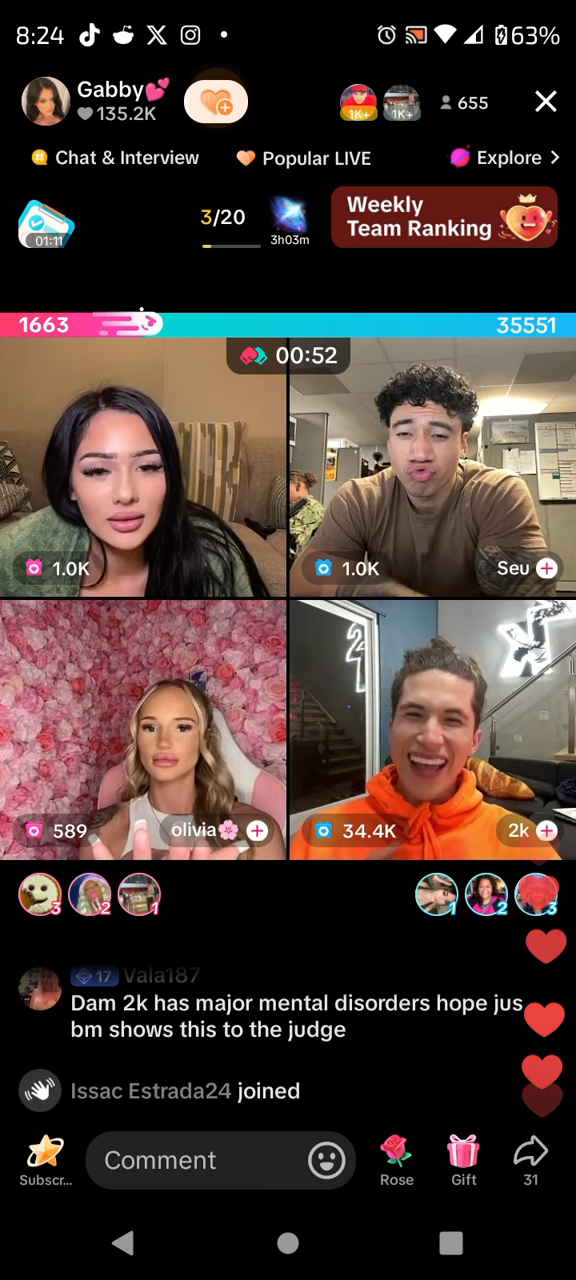 8:24
63%
Gabby💕
135.2K
1K+
1K+
655
Chat & Interview
Popular LIVE
Explore
01:11
3/20
3h03m
Weekly
Team Ranking
1663
35551
00:52
1.0K
1.0K
Seu
589
olivia🌸
34.4K
2k
3
2
1
1
2
3
17 Vala187
Dam 2k has major mental disorders hope jus
bm shows this to the judge
Issac Estrada24 joined
Subscr...
Comment
Rose
Gift
31